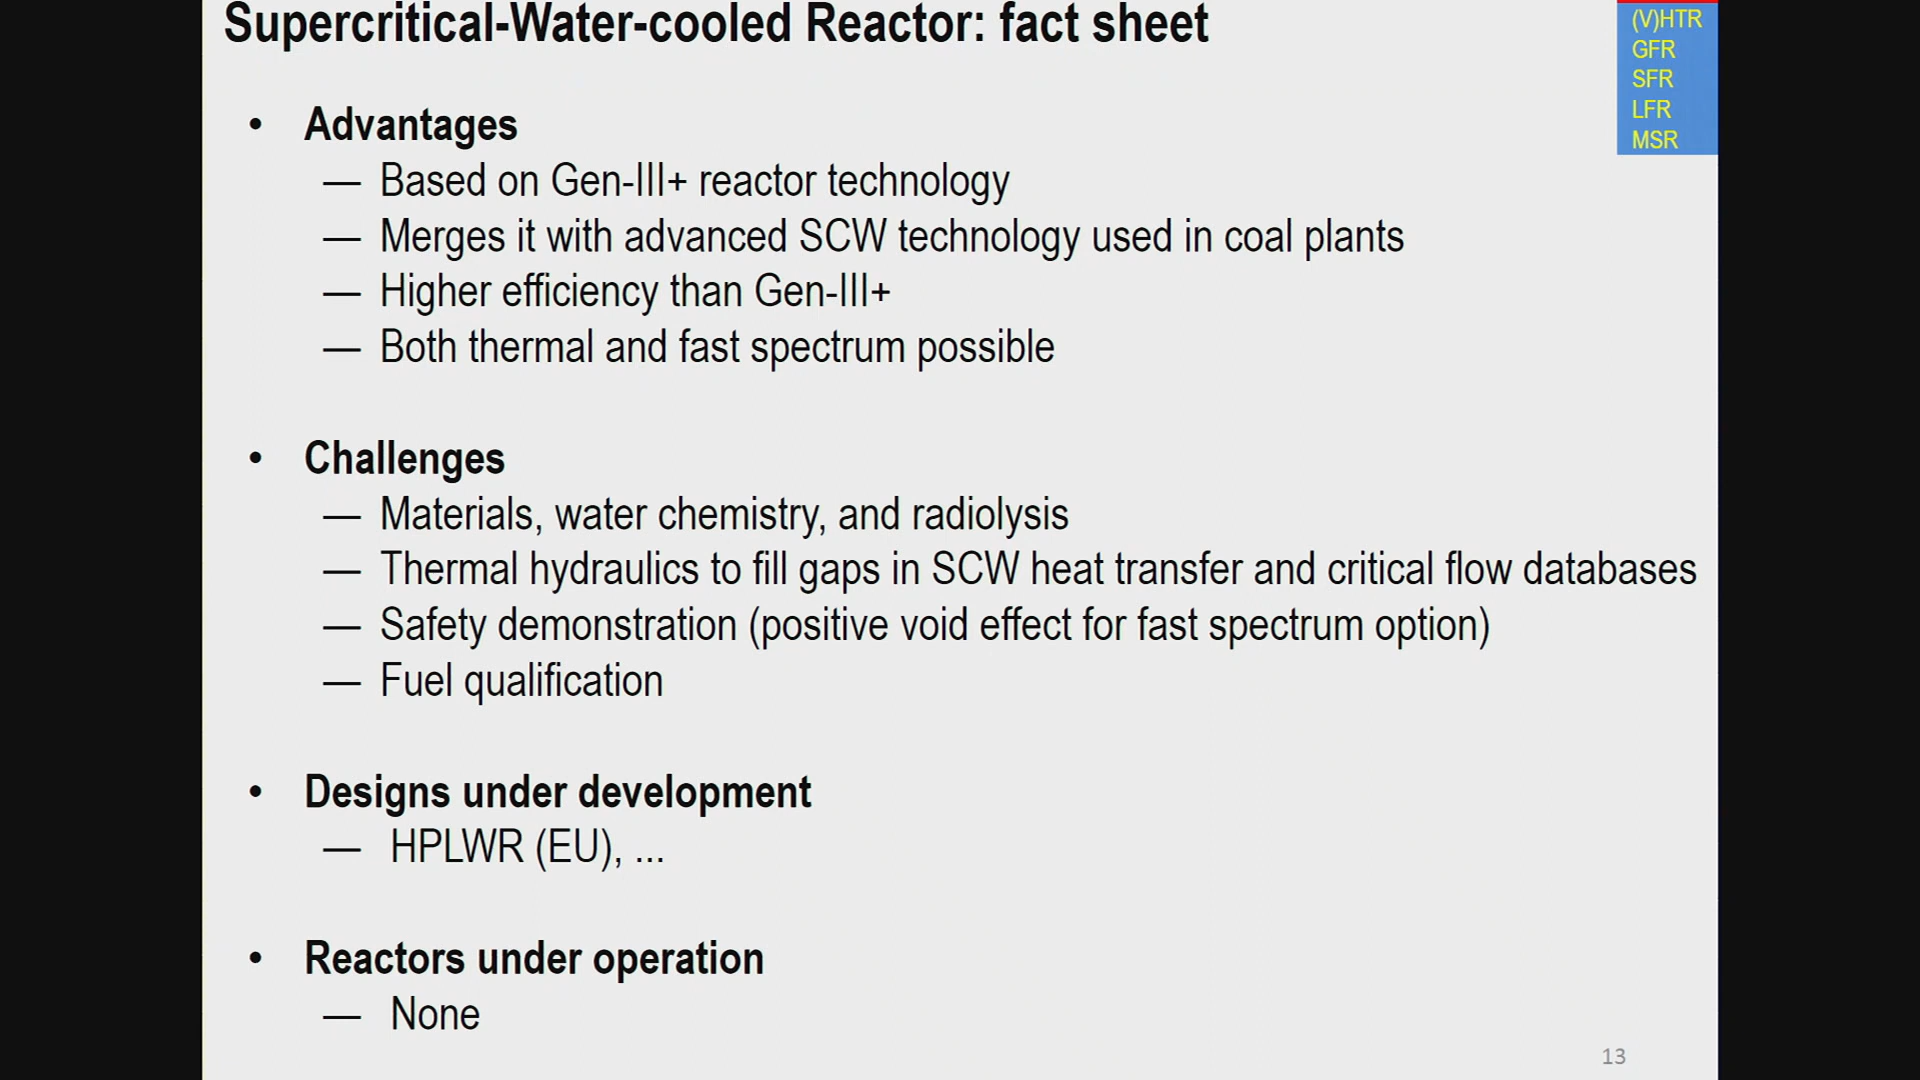 Supercritical-Water-cooled Reactor: fact sheet
(V)HTR
GFR
SFR
LFR
MSR
• Advantages
— Based on Gen-III+ reactor technology
— Merges it with advanced SCW technology used in coal plants
— Higher efficiency than Gen-III+
— Both thermal and fast spectrum possible
• Challenges
— Materials, water chemistry, and radiolysis
— Thermal hydraulics to fill gaps in SCW heat transfer and critical flow databases
— Safety demonstration (positive void effect for fast spectrum option)
— Fuel qualification
• Designs under development
— HPLWR (EU), ...
• Reactors under operation
— None
13